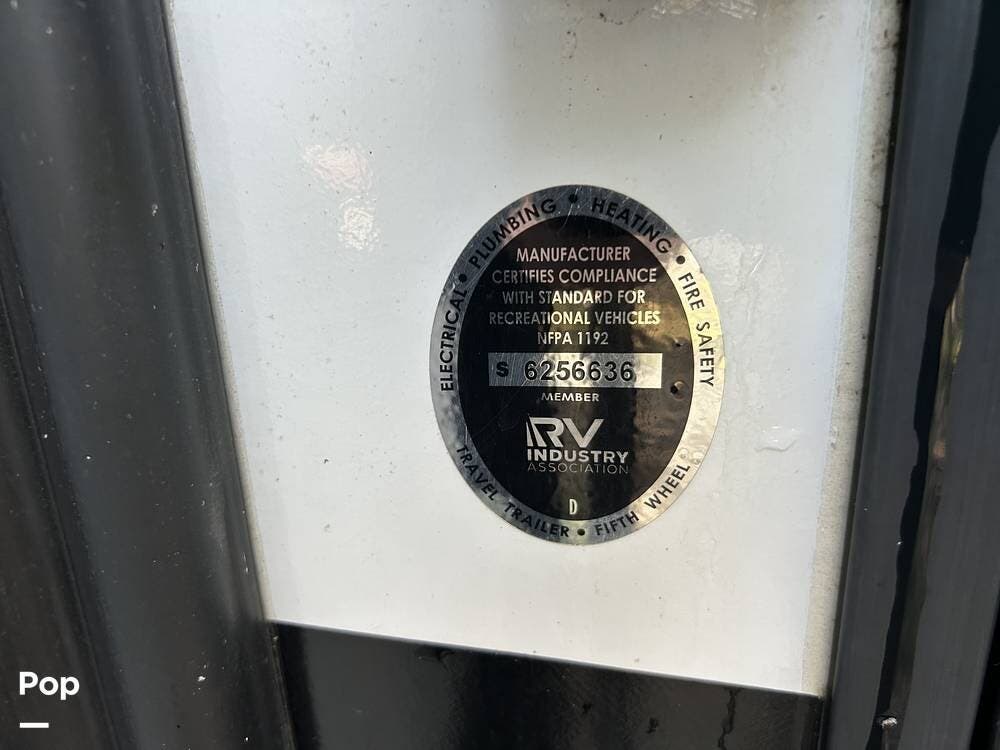 ELECTRICAL • PLUMBING • HEATING • FIRE SAFETY
MANUFACTURER
CERTIFIES COMPLIANCE
WITH STANDARD FOR
RECREATIONAL VEHICLES
NFPA 1192
S 6256636
MEMBER
RV
INDUSTRY
ASSOCIATION
D
TRAVEL TRAILER • FIFTH WHEEL
Pop